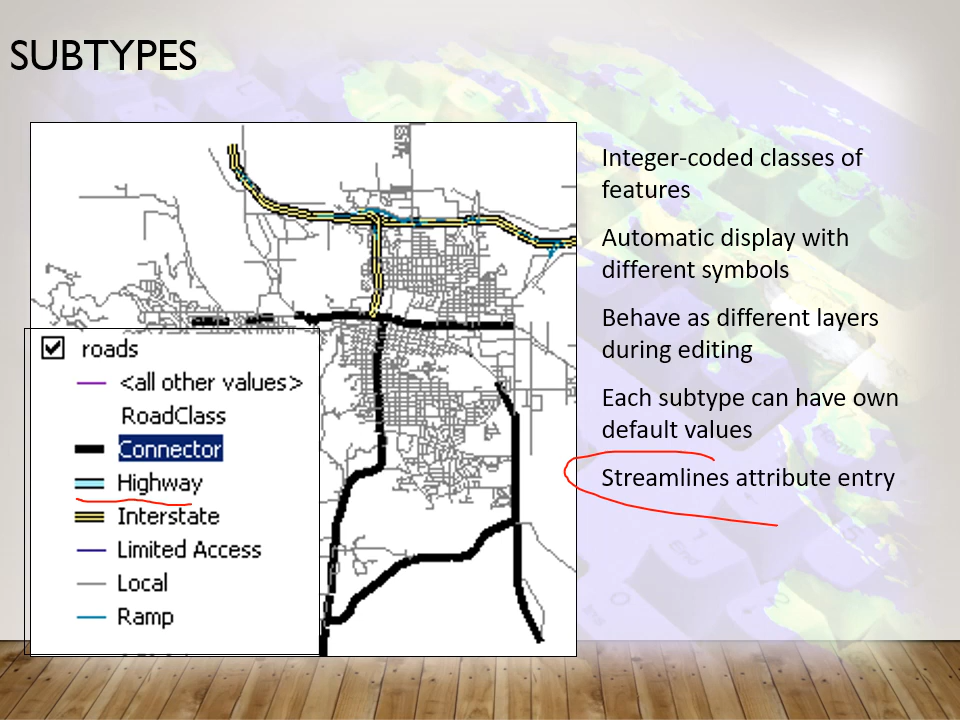 SUBTYPES
Integer-coded classes of
features
Automatic display with
different symbols
Behave as different layers
during editing
Each subtype can have own
default values
Streamlines attribute entry
roads
<all other values>
RoadClass
Connector
Highway
Interstate
Limited Access
Local
Ramp